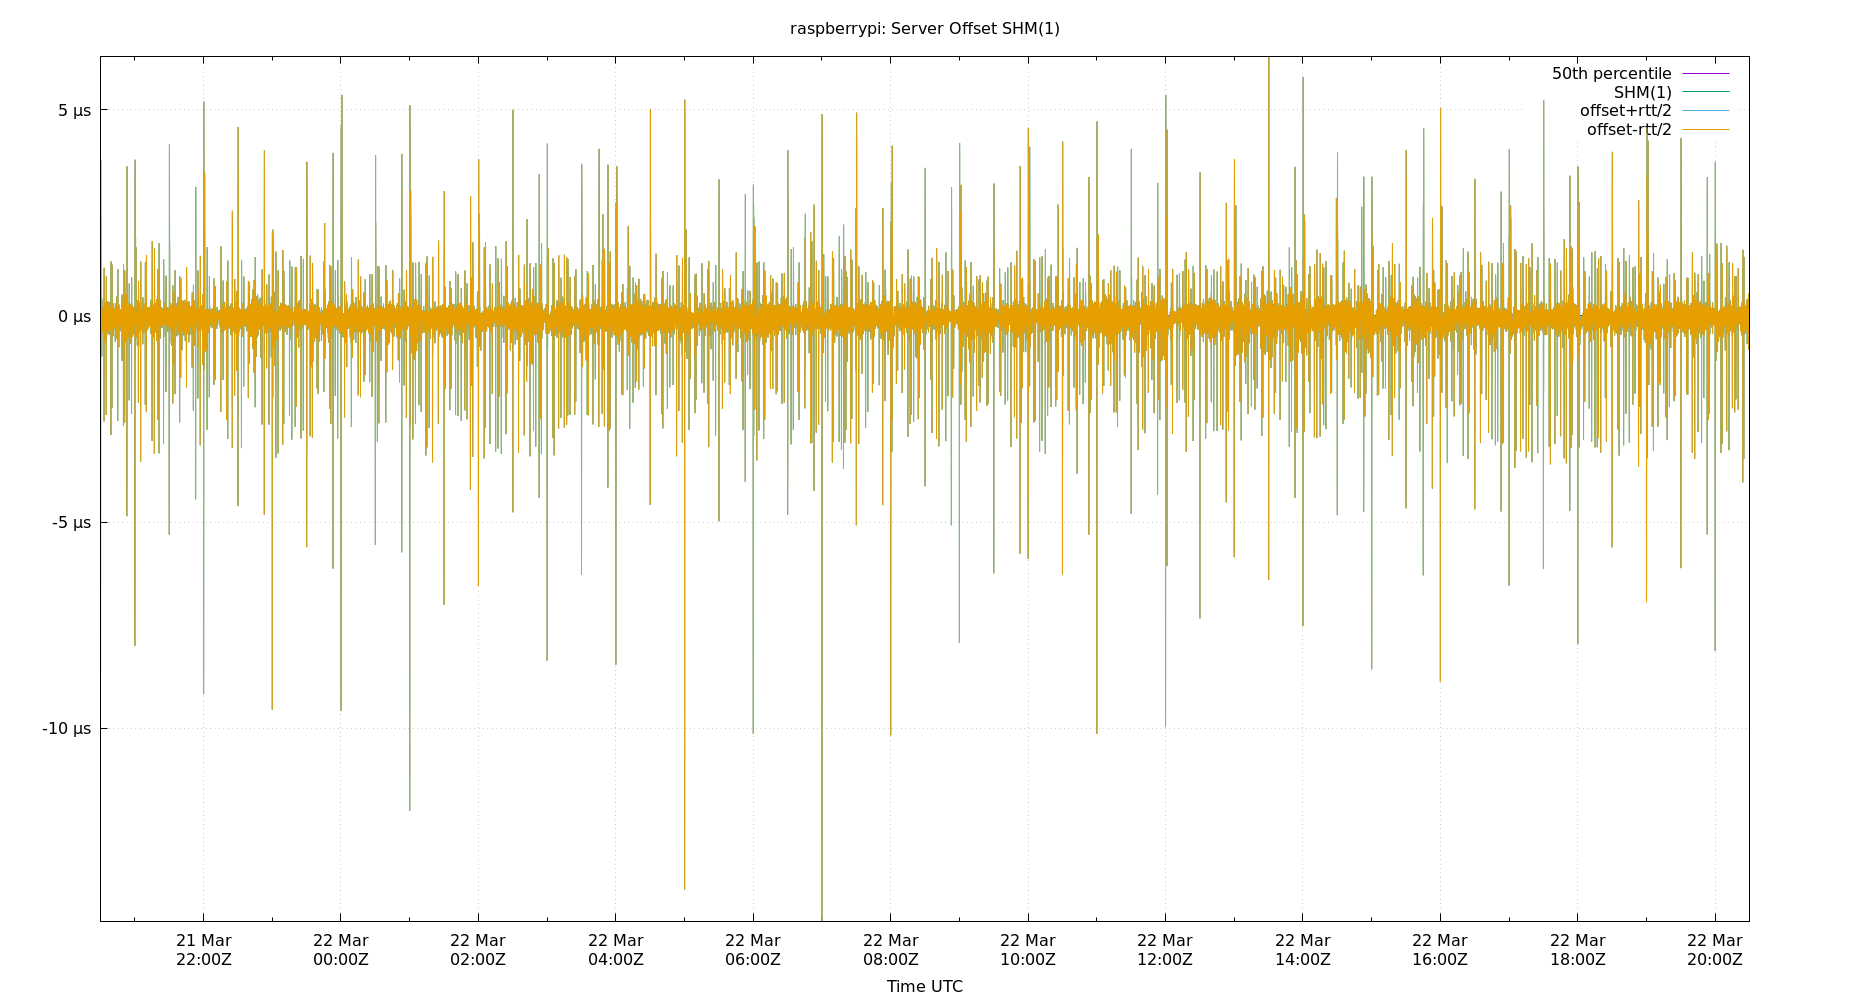 raspberrypi: Server Offset SHM(1)
50th percentile
SHM(1)
offset+rtt/2
offset-rtt/2
5 µs
0 µs
-5 µs
-10 µs
21 Mar 22 Mar 22 Mar 22 Mar 22 Mar 22 Mar 22 Mar 22 Mar 22 Mar 22 Mar 22 Mar 22 Mar
22:00Z 00:00Z 02:00Z 04:00Z 06:00Z 08:00Z 10:00Z 12:00Z 14:00Z 16:00Z 18:00Z 20:00Z
Time UTC